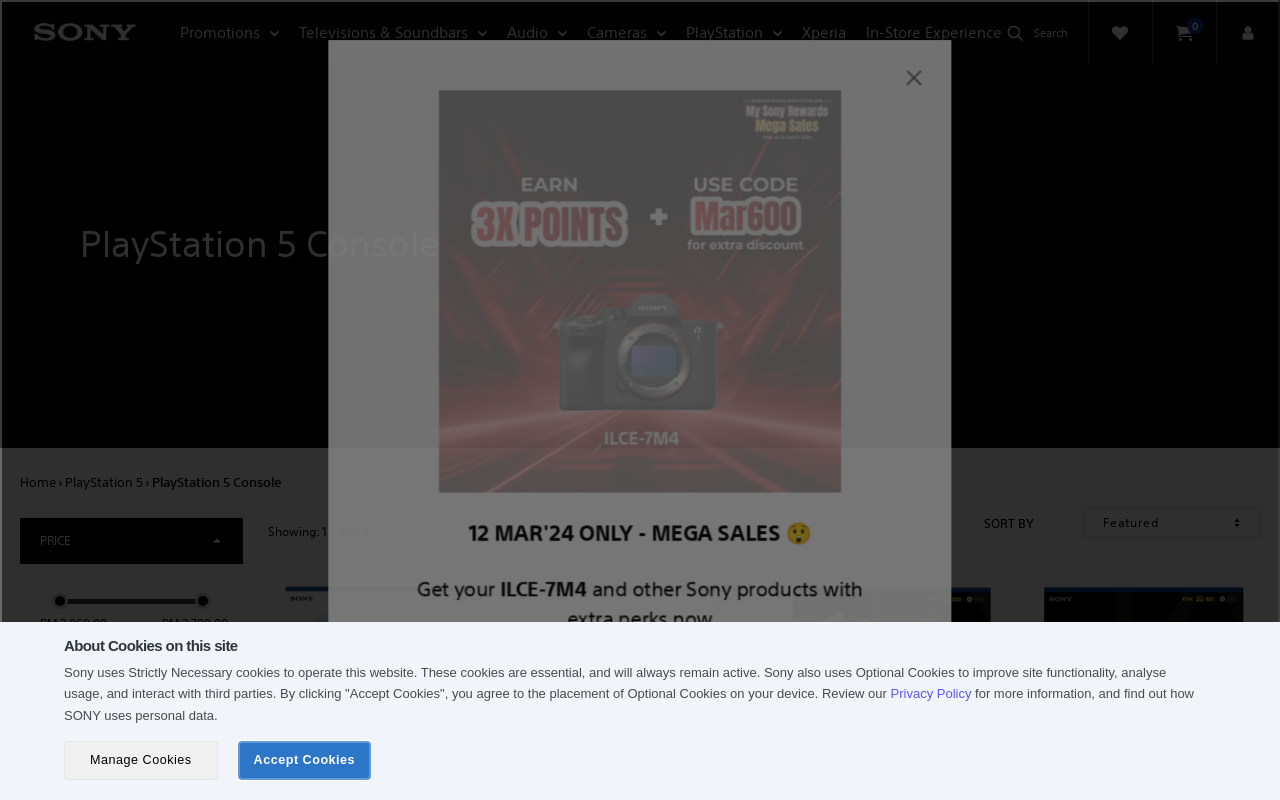 SONY
Promotions
Televisions & Soundbars
Audio
Cameras
PlayStation
Xperia
In-Store Experience
Search
0
My Sony Rewards
Mega Sales
EARN
3X POINTS
+
USE CODE
Mar600
for extra discount
SONY
ILCE-7M4
PlayStation 5 Console
12 MAR'24 ONLY - MEGA SALES 😲
Get your ILCE-7M4 and other Sony products with
extra perks now
Home › PlayStation 5 › PlayStation 5 Console
PRICE
Showing: 1
SORT BY
Featured
SONY
SONY
About Cookies on this site
Sony uses Strictly Necessary cookies to operate this website. These cookies are essential, and will always remain active. Sony also uses Optional Cookies to improve site functionality, analyse
usage, and interact with third parties. By clicking "Accept Cookies", you agree to the placement of Optional Cookies on your device. Review our Privacy Policy for more information, and find out how
SONY uses personal data.
Manage Cookies
Accept Cookies